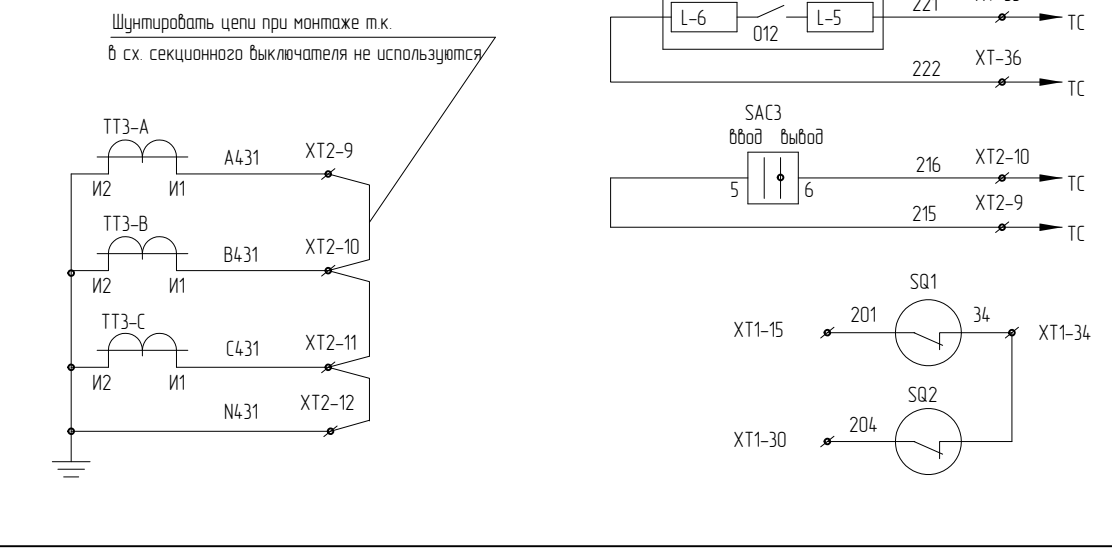 Шунтировать цепи при монтаже т.к.
в сх. секционного выключателя не используются
ТТ3-А
А431
ХТ2-9
И2
И1
ТТ3-В
В431
ХТ2-10
И2
И1
ТТ3-С
С431
ХТ2-11
И2
И1
N431
ХТ2-12
L-6
012
L-5
221
ТС
222
ХТ-36
ТС
SAC3
ввод вывод
5
6
216
ХТ2-10
ТС
215
ХТ2-9
ТС
SQ1
ХТ1-15
201
34
ХТ1-34
SQ2
ХТ1-30
204